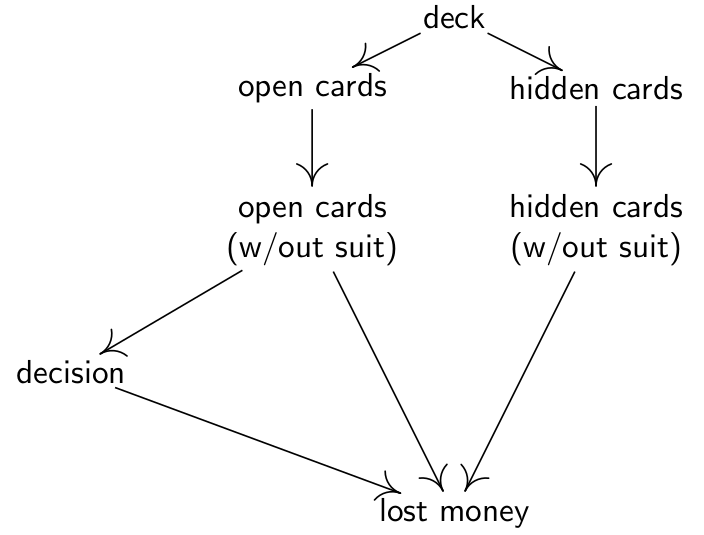 deck
open cards
hidden cards
open cards
(w/out suit)
hidden cards
(w/out suit)
decision
lost money